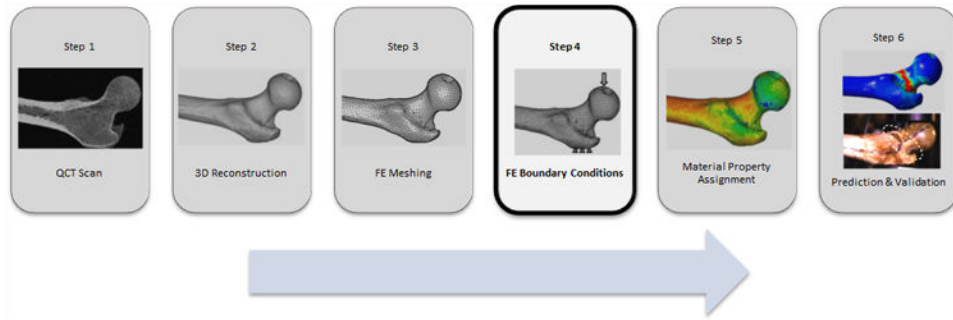 Step 1
QCT Scan
Step 2
3D Reconstruction
Step 3
FE Meshing
Step 4
FE Boundary Conditions
Step 5
Material Property
Assignment
Step 6
Prediction & Validation